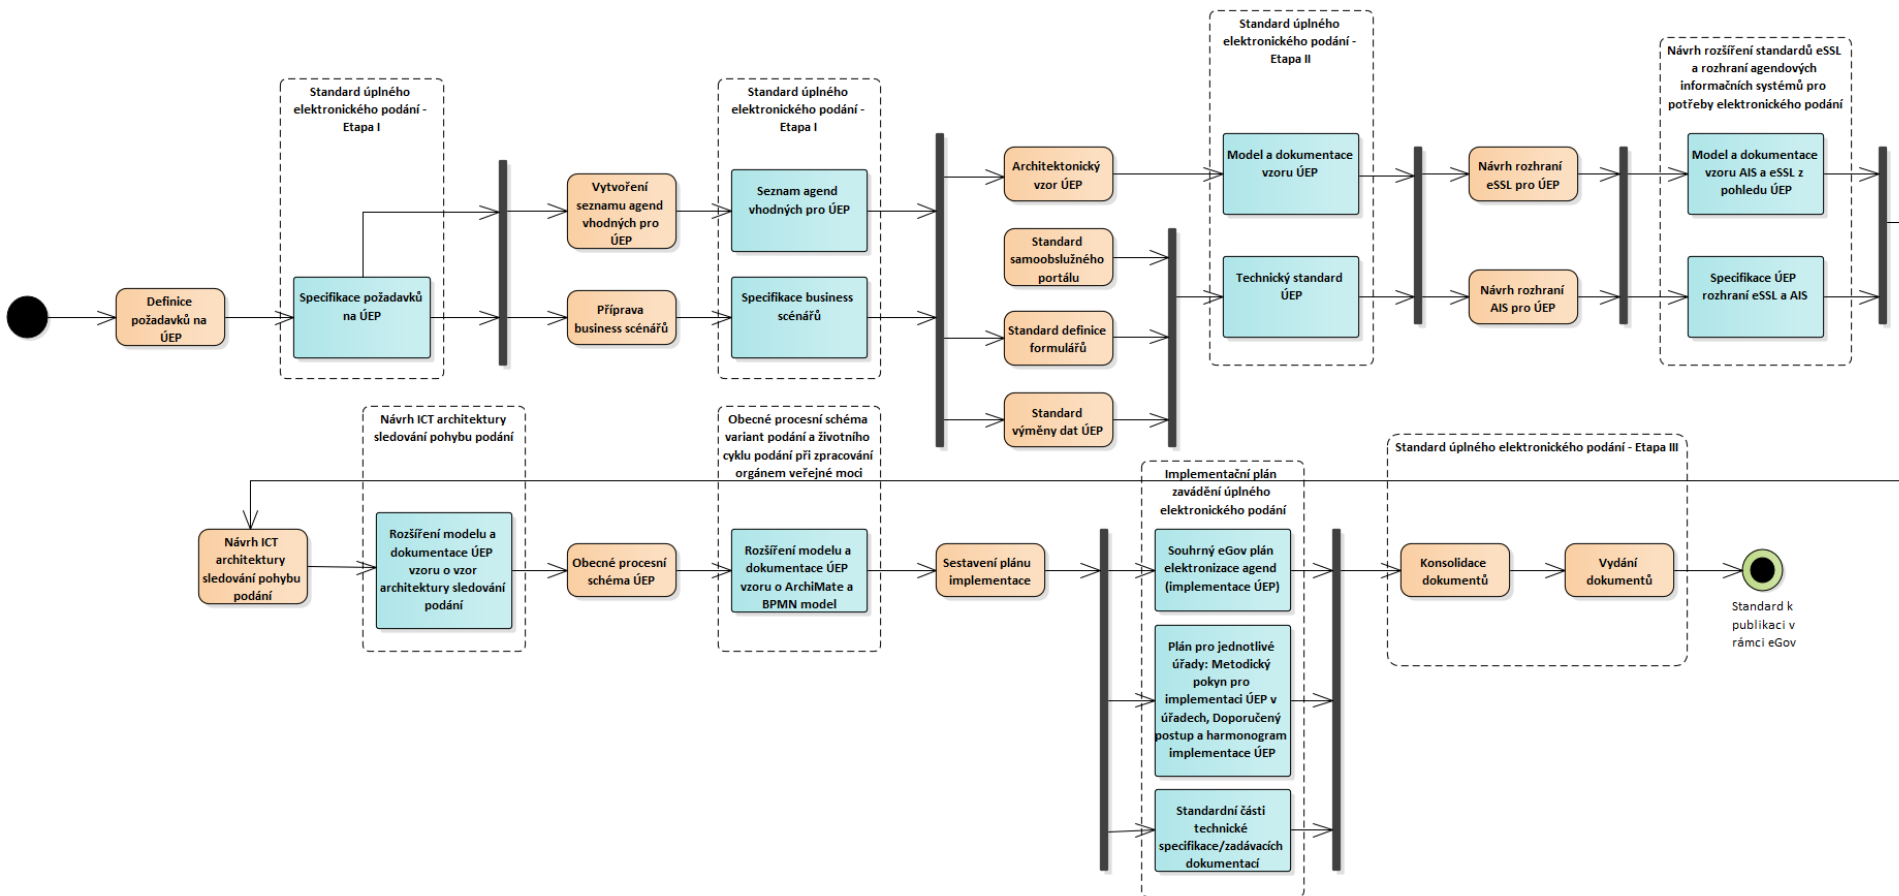 Standard úplného
elektronického podání -
Etapa I
Specifikace požadavků
na ÚEP
Definice
požadavků na
ÚEP
Vytvoření
seznamu agend
vhodných pro
ÚEP
Příprava
business scénářů
Standard úplného
elektronického podání -
Etapa I
Seznam agend
vhodných pro ÚEP
Specifikace business
scénářů
Architektonický
vzor ÚEP
Standard
samoobslužného
portálu
Standard definice
formulářů
Standard
výměny dat ÚEP
Standard úplného
elektronického podání -
Etapa II
Model a dokumentace
vzoru ÚEP
Technický standard
ÚEP
Návrh rozhraní
eSSL pro ÚEP
Návrh rozhraní
AIS pro ÚEP
Návrh rozšíření standardů eSSL
a rozhraní agendových
informačních systémů pro
potřeby elektronického podání
Model a dokumentace
vzoru AIS a eSSL z
pohledu ÚEP
Specifikace ÚEP
rozhraní eSSL a AIS
Návrh ICT
architektury
sledování pohybu
podání
Návrh ICT architektury
sledování pohybu podání
Rozšíření modelu a
dokumentace ÚEP
vzoru o vzor
architektury sledování
podání
Obecné procesní
schéma ÚEP
Obecné procesní schéma
variant podání a životního
cyklu podání při zpracování
orgánem veřejné moci
Rozšíření modelu a
dokumentace ÚEP
vzoru o ArchiMate a
BPMN model
Sestavení plánu
implementace
Implementační plán
zavádění úplného
elektronického podání
Souhrný eGov plán
elektronizace agend
(implementace ÚEP)
Plán pro jednotlivé
úřady: Metodický
pokyn pro
implementaci ÚEP v
úřadech, Doporučený
postup a harmonogram
implementace ÚEP
Standardní části
technické
specifikace/zadávacích
dokumentací
Standard úplného elektronického podání - Etapa III
Konsolidace
dokumentů
Vydání
dokumentů
Standard k
publikaci v
rámci eGov